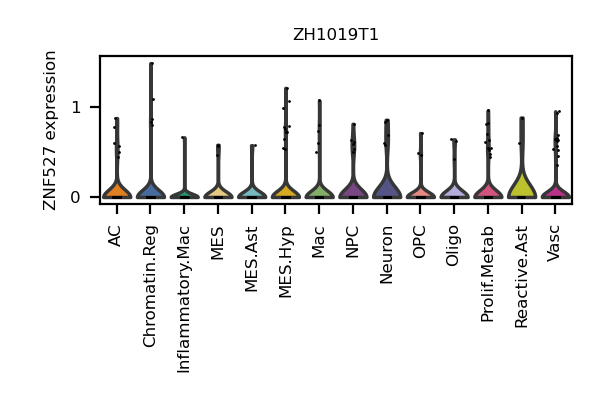 ZH1019T1
ZNF527 expression
1
0
AC
Chromatin.Reg
Inflammatory.Mac
MES
MES.Ast
MES.Hyp
Mac
NPC
Neuron
OPC
Oligo
Prolif.Metab
Reactive.Ast
Vasc